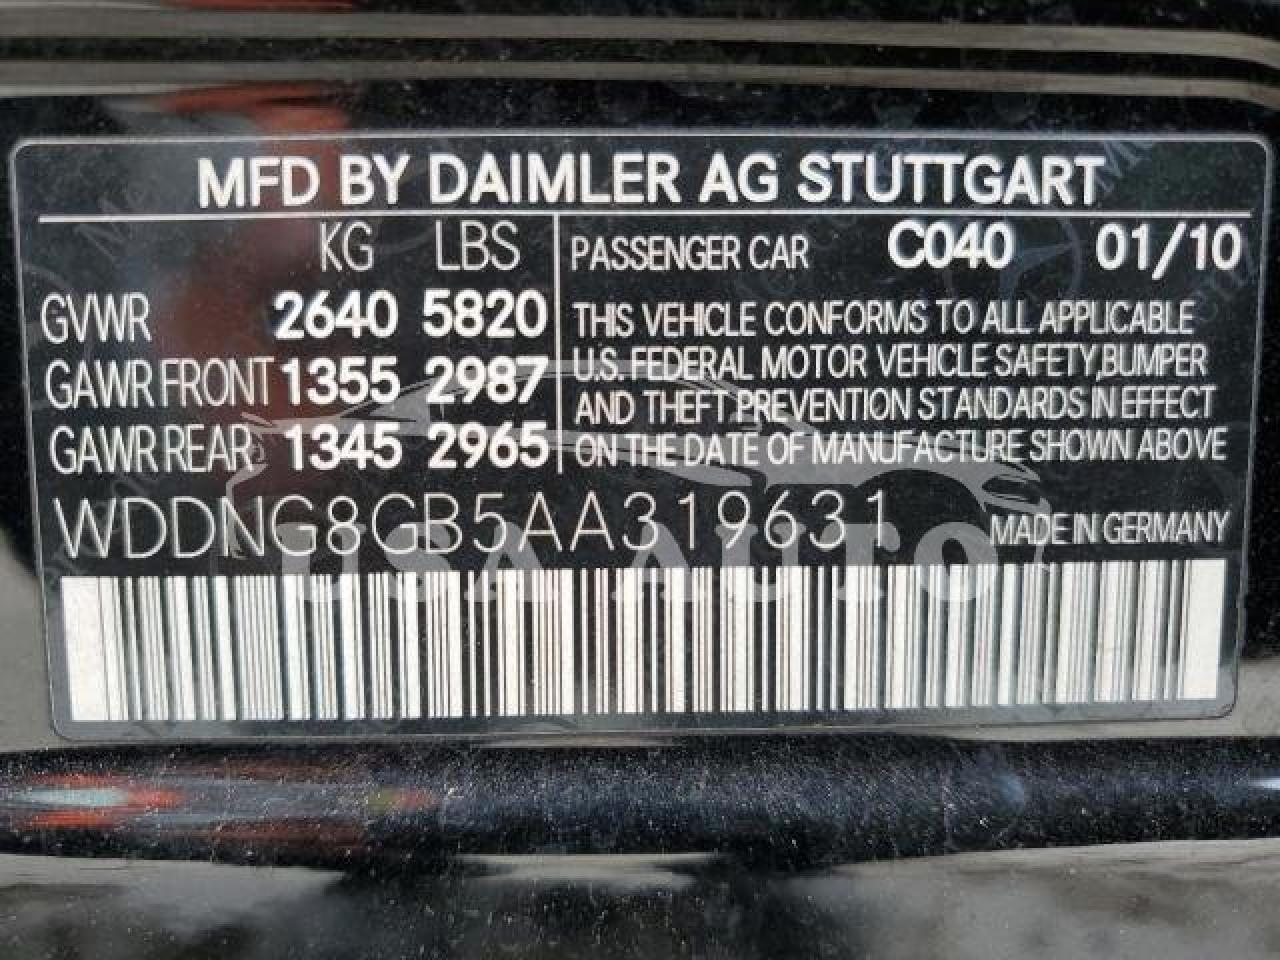 MFD BY DAIMLER AG STUTTGART
KG LBS
GVWR 2640 5820
GAWR FRONT 1355 2987
GAWR REAR 1345 2965
PASSENGER CAR C040 01/10
THIS VEHICLE CONFORMS TO ALL APPLICABLE
U.S. FEDERAL MOTOR VEHICLE SAFETY,BUMPER
AND THEFT PREVENTION STANDARDS IN EFFECT
ON THE DATE OF MANUFACTURE SHOWN ABOVE
WDDNG8GB5AA319631 MADE IN GERMANY
USA AUTO